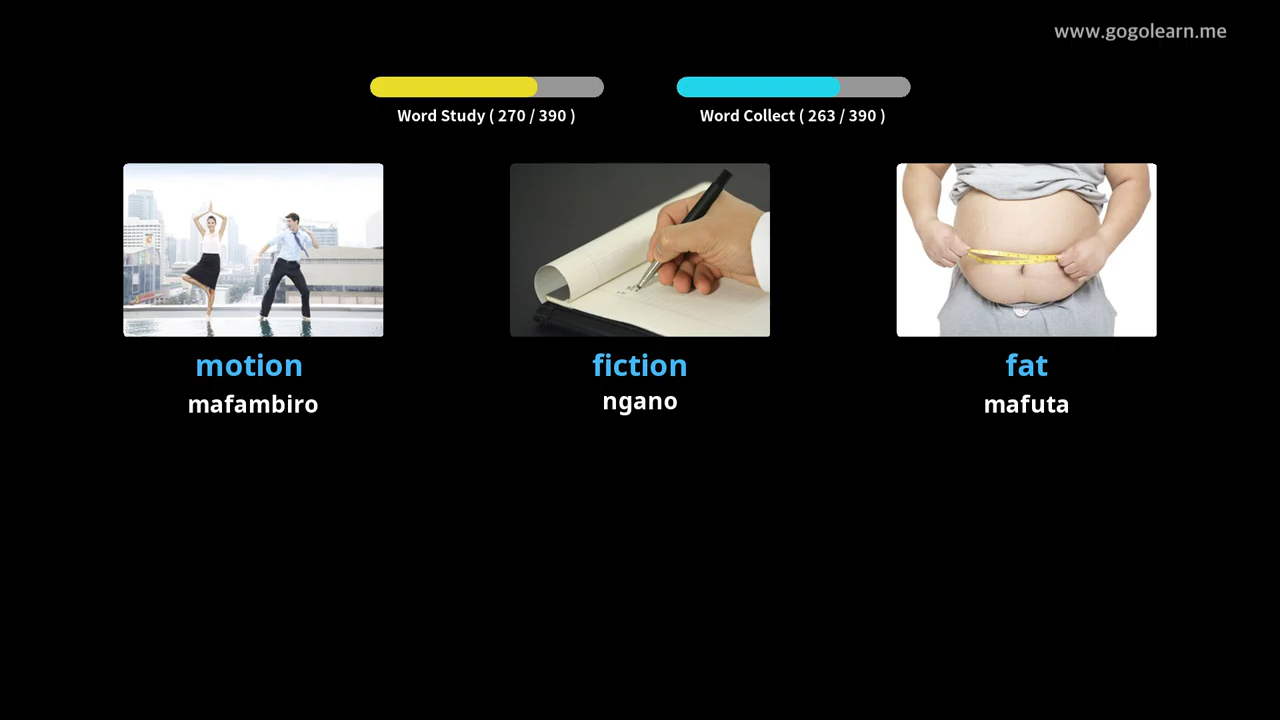 www.gogolearn.me
Word Study ( 270 / 390 )
Word Collect ( 263 / 390 )
motion
mafambiro
fiction
ngano
fat
mafuta